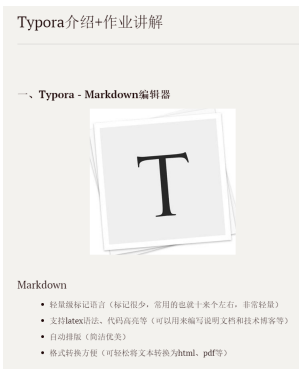 Typora介绍+作业讲解
一、Typora - Markdown编辑器
T
Markdown
轻量级标记语言（标记很少，常用的也就十来个左右，非常轻量）
支持latex语法、代码高亮等（可以用来编写说明文档和技术博客等）
自动排版（简洁优美）
格式转换方便（可轻松将文本转换为html、pdf等）